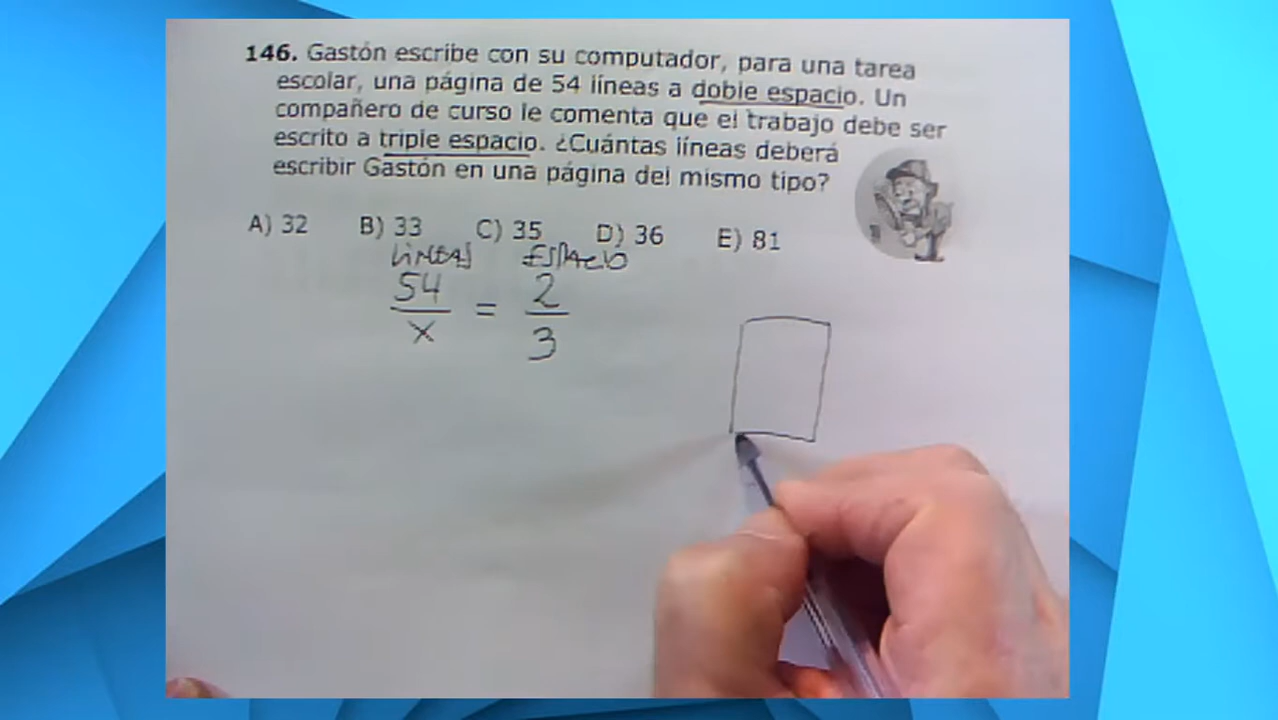 146. Gastón escribe con su computador, para una tarea
escolar, una página de 54 líneas a doble espacio. Un
compañero de curso le comenta que el trabajo debe ser
escrito a triple espacio. ¿Cuántas líneas deberá
escribir Gastón en una página del mismo tipo?
A) 32 B) 33 C) 35 D) 36 E) 81
LINEAS ESPACIO
54 = 2
x 3